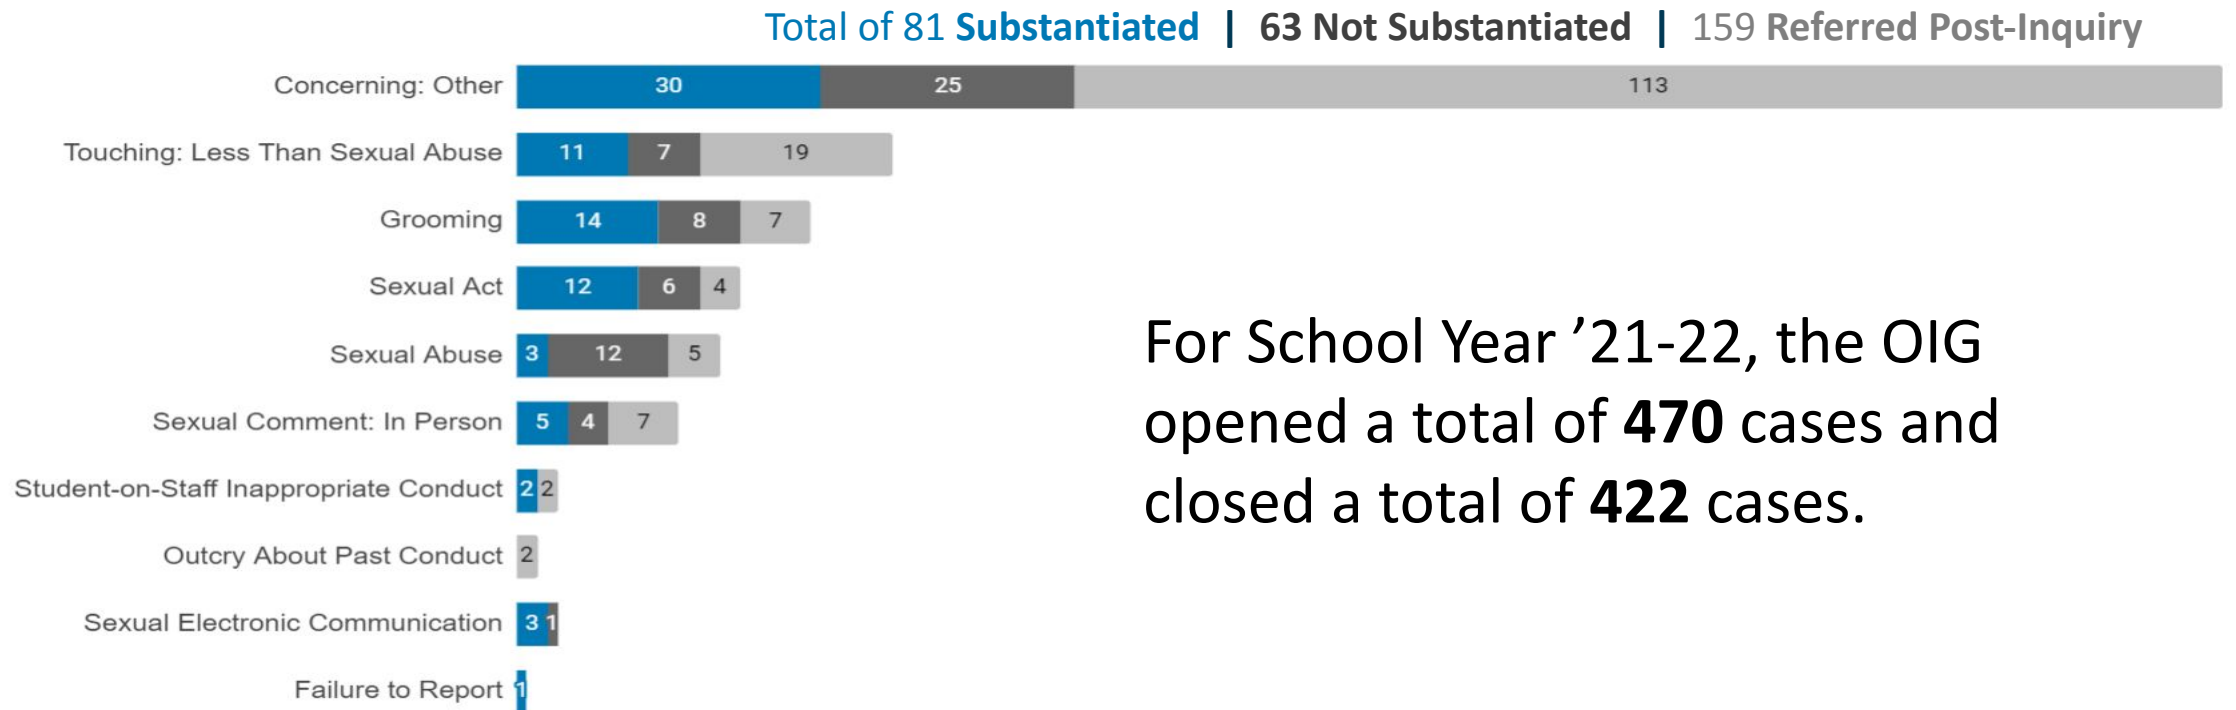 Total of 81 Substantiated | 63 Not Substantiated | 159 Referred Post-Inquiry
Concerning: Other 30 25 113
Touching: Less Than Sexual Abuse 11 7 19
Grooming 14 8 7
Sexual Act 12 6 4
Sexual Abuse 3 12 5
Sexual Comment: In Person 5 4 7
Student-on-Staff Inappropriate Conduct 2 2
Outcry About Past Conduct 2
Sexual Electronic Communication 3 1
Failure to Report 1
For School Year ’21-22, the OIG
opened a total of 470 cases and
closed a total of 422 cases.